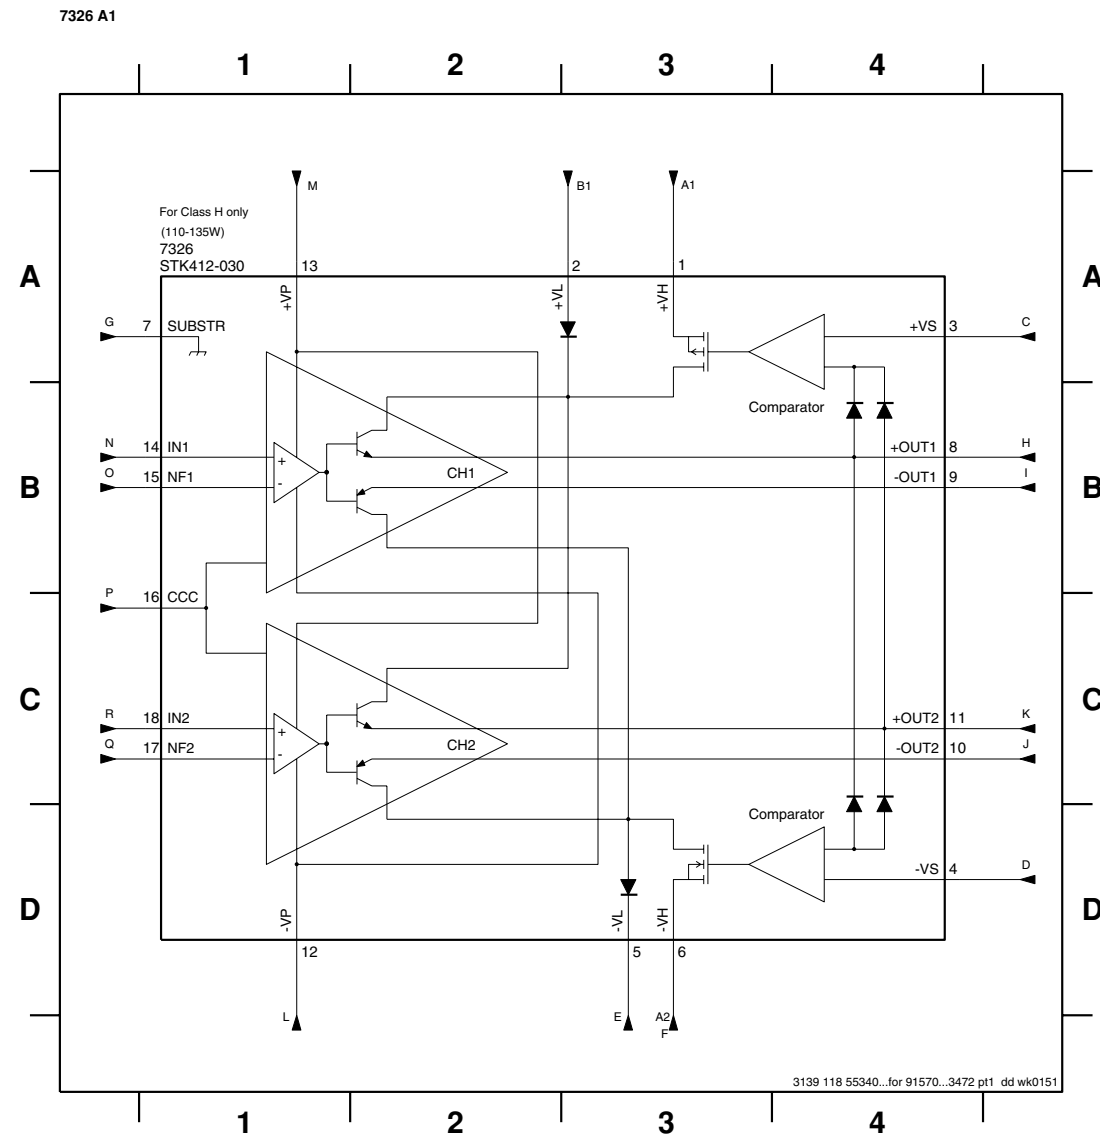 7326 A1
1 2 3 4
M B1 A1
For Class H only
(110-135W)
7326
STK412-030
13 2 1
A A
+VP +VL +VH
G 7 SUBSTR +VS 3 C
Comparator
N 14 IN1 +OUT1 8 H
+
O 15 NF1 CH1 -OUT1 9 I
-
B B
P 16 CCC
C C
R 18 IN2 +OUT2 11 K
+
Q 17 NF2 CH2 -OUT2 10 J
-
Comparator
-VS 4 D
D D
-VP -VL -VH
12 5 6
L E A2
F
3139 118 55340...for 91570...3472 pt1 dd wk0151
1 2 3 4